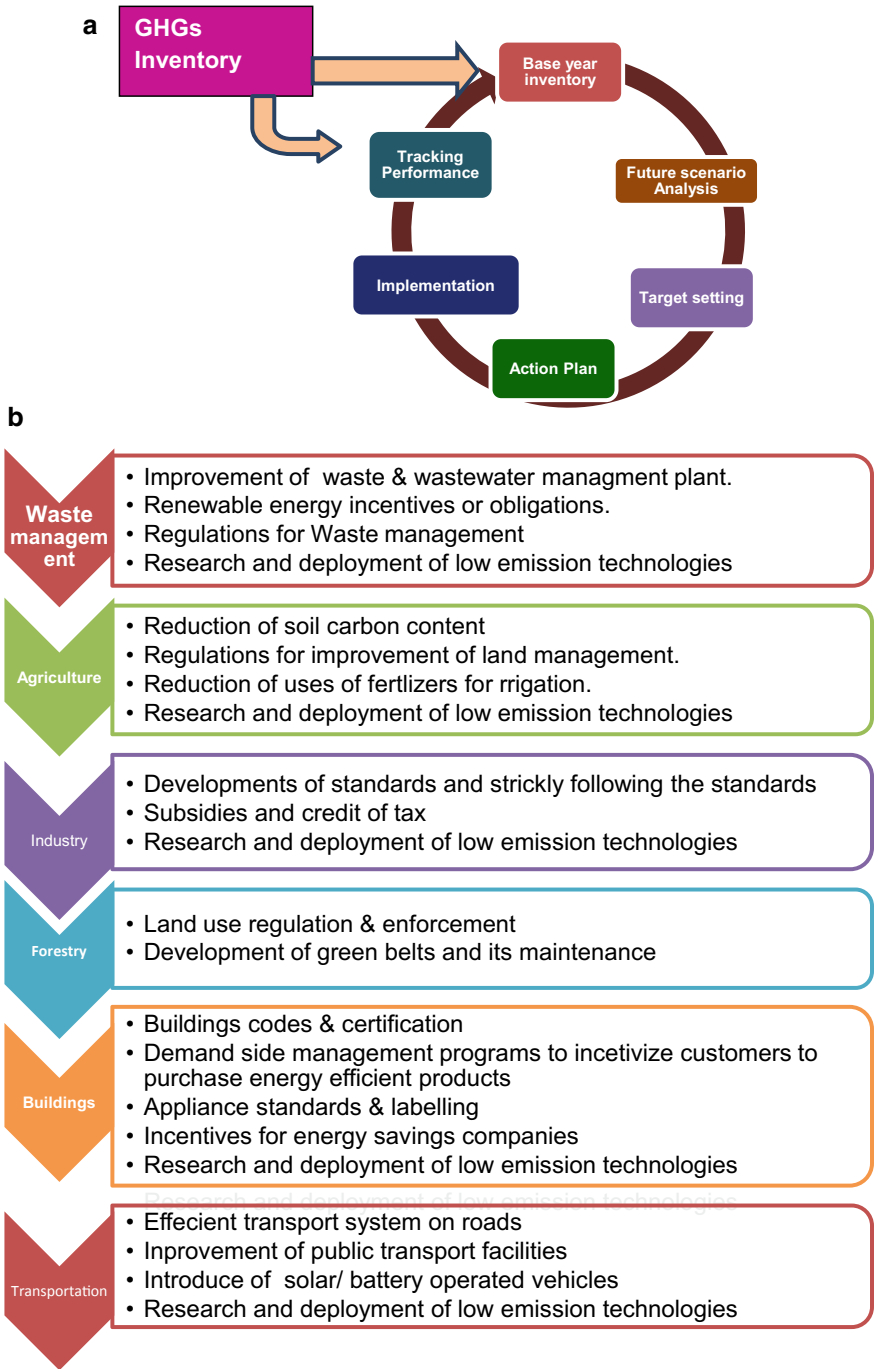 a
GHGs
Inventory
Base year
inventory
Tracking
Performance
Future scenario
Analysis
Implementation
Target setting
Action Plan
b
Waste
managem
ent
• Improvement of waste & wastewater managment plant.
• Renewable energy incentives or obligations.
• Regulations for Waste management
• Research and deployment of low emission technologies
Agriculture
• Reduction of soil carbon content
• Regulations for improvement of land management.
• Reduction of uses of fertlizers for rrigation.
• Research and deployment of low emission technologies
Industry
• Developments of standards and strickly following the standards
• Subsidies and credit of tax
• Research and deployment of low emission technologies
Forestry
• Land use regulation & enforcement
• Development of green belts and its maintenance
Buildings
• Buildings codes & certification
• Demand side management programs to incetivize customers to
purchase energy efficient products
• Appliance standards & labelling
• Incentives for energy savings companies
• Research and deployment of low emission technologies
Research and deployment of low emission technologies
Transportation
• Effecient transport system on roads
• Inprovement of public transport facilities
• Introduce of solar/ battery operated vehicles
• Research and deployment of low emission technologies